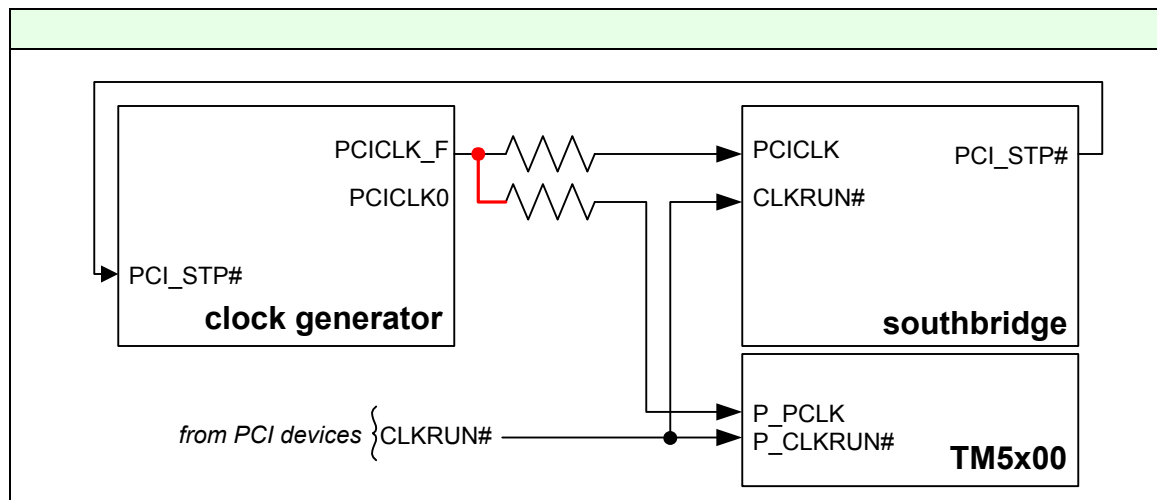 PCICLK_F
PCICLK0
PCI_STP#
clock generator
PCICLK
PCI_STP#
CLKRUN#
southbridge
from PCI devices {CLKRUN#
P_PCLK
P_CLKRUN#
TM5x00